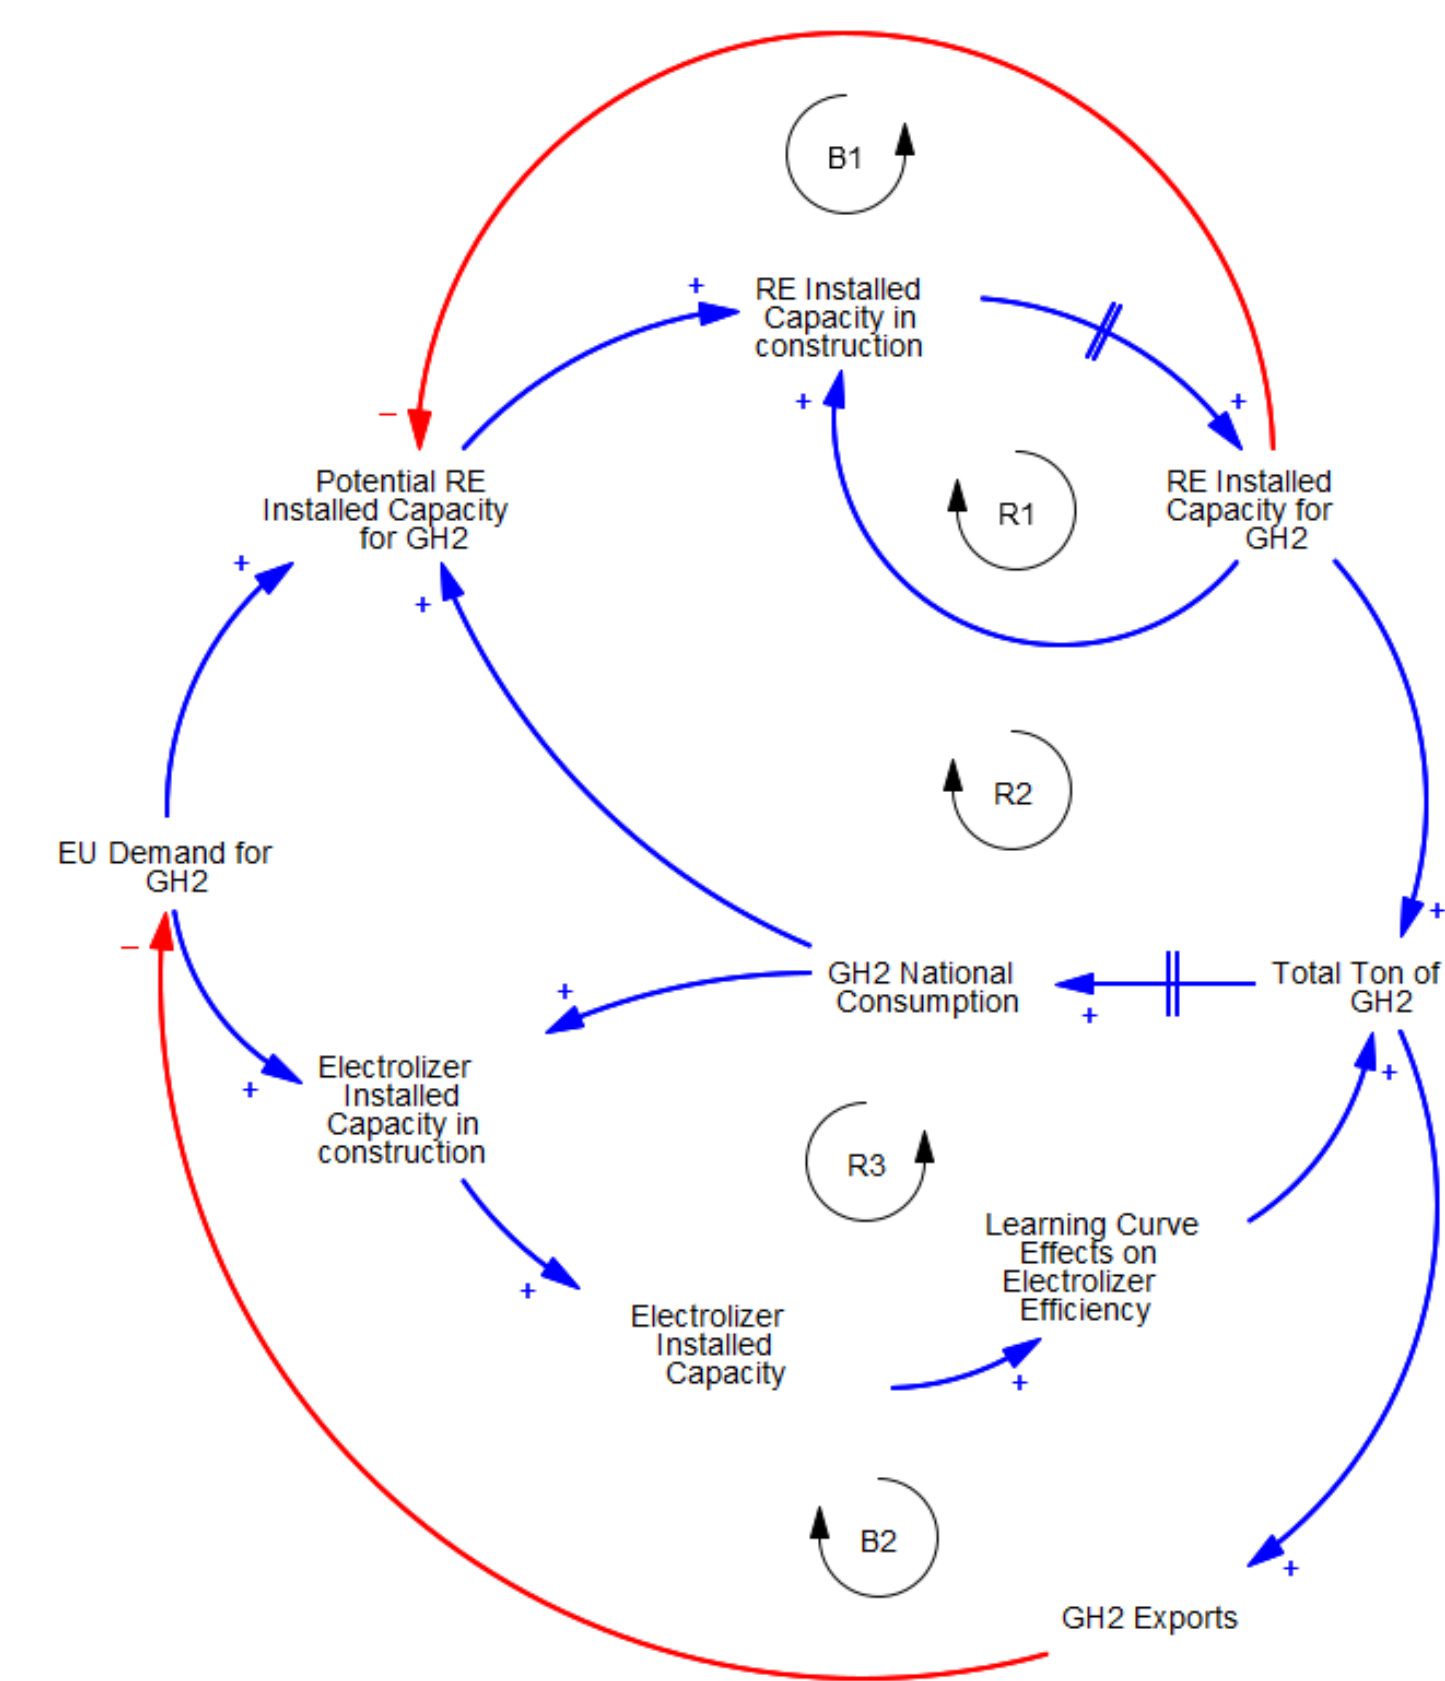 B1
+
RE Installed
Capacity in
construction
+
+
–
Potential RE
Installed Capacity
for GH2
R1
RE Installed
Capacity for
GH2
+
+
+
R2
EU Demand for
GH2
+
–
GH2 National
Consumption
+
Total Ton of
GH2
+
+
+
Electrolizer
Installed
Capacity in
construction
R3
Learning Curve
Effects on
Electrolizer
Efficiency
+
Electrolizer
Installed
Capacity
+
B2
+
GH2 Exports